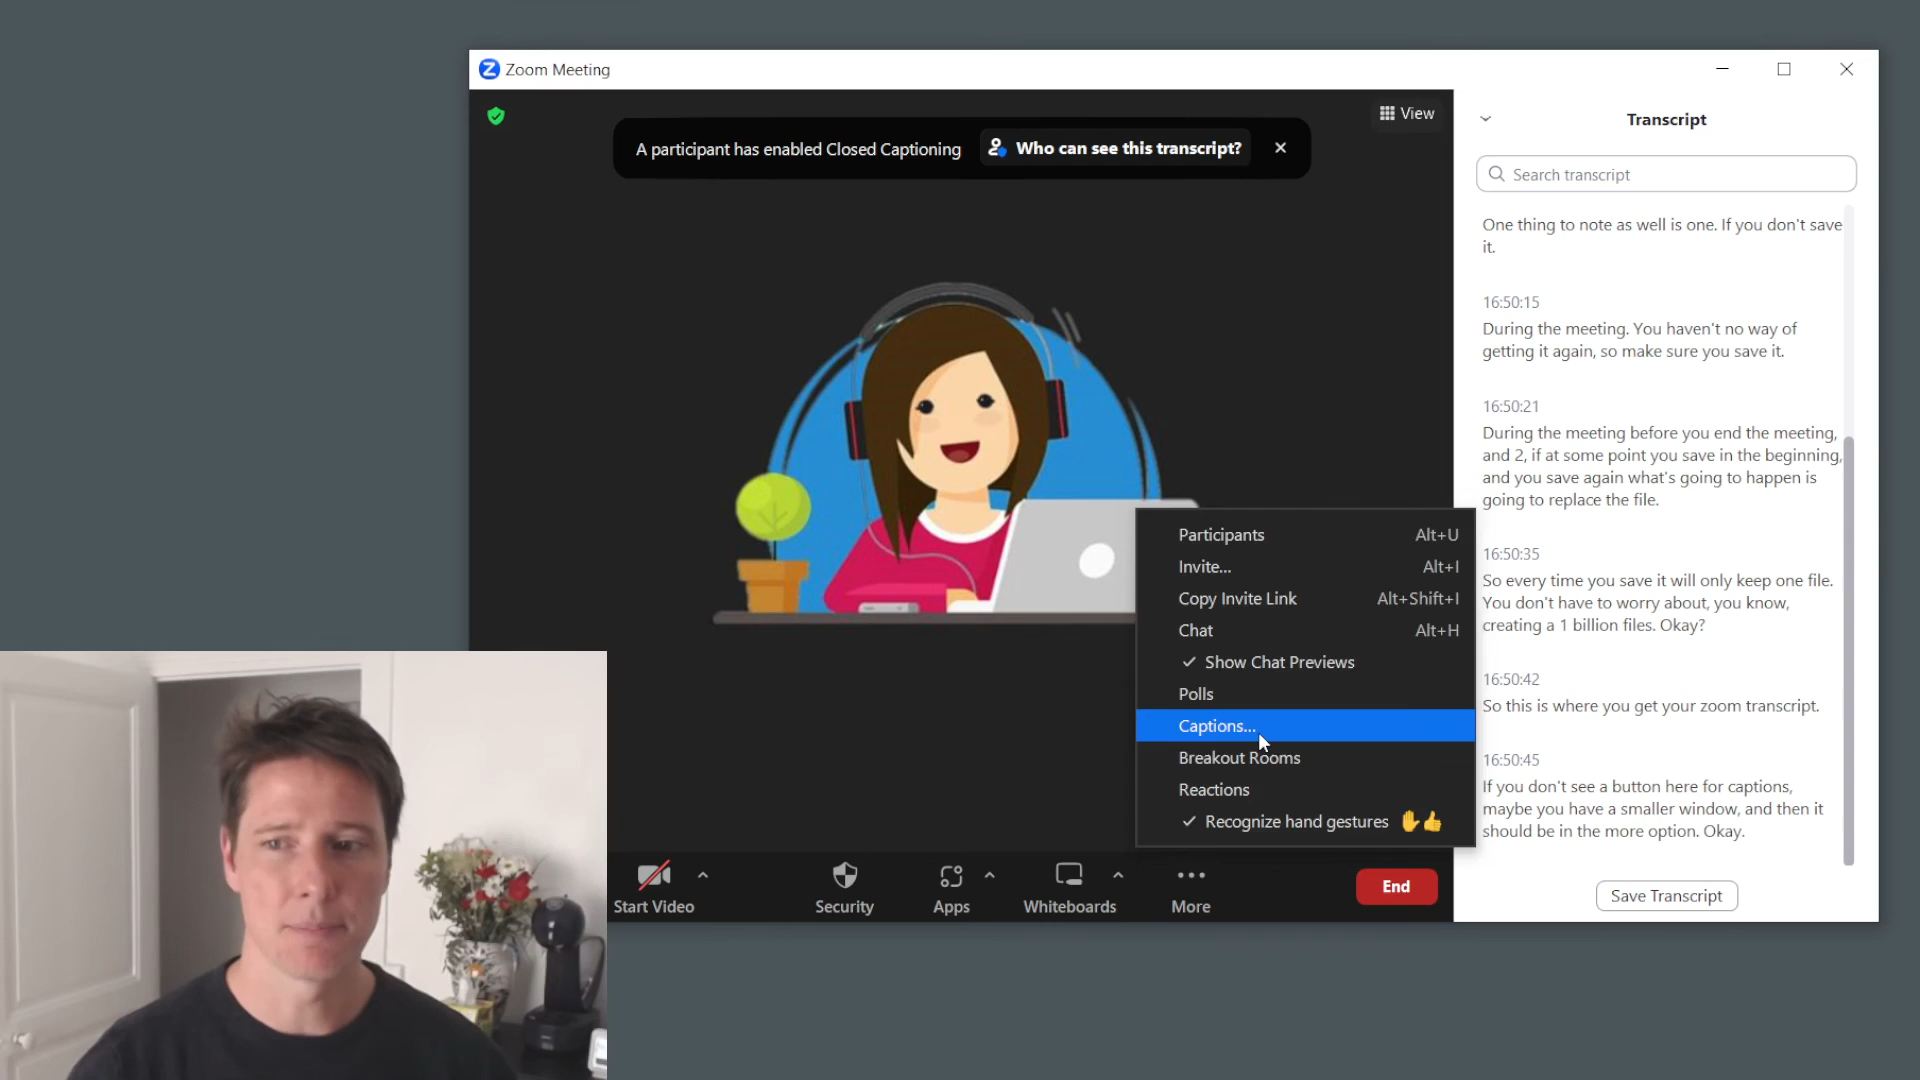 Zoom Meeting
View
A participant has enabled Closed Captioning
Who can see this transcript?
Transcript
Search transcript
One thing to note as well is one. If you don't save
it.
16:50:15
During the meeting. You haven't no way of
getting it again, so make sure you save it.
16:50:21
During the meeting before you end the meeting,
and 2, if at some point you save in the beginning,
and you save again what's going to happen is
going to replace the file.
16:50:35
So every time you save it will only keep one file.
You don't have to worry about, you know,
creating a 1 billion files. Okay?
16:50:42
So this is where you get your zoom transcript.
16:50:45
If you don't see a button here for captions,
maybe you have a smaller window, and then it
should be in the more option. Okay.
Save Transcript
Participants Alt+U
Invite... Alt+I
Copy Invite Link Alt+Shift+I
Chat Alt+H
Show Chat Previews
Polls
Captions...
Breakout Rooms
Reactions
Recognize hand gestures
Start Video
Security
Apps
Whiteboards
More
End